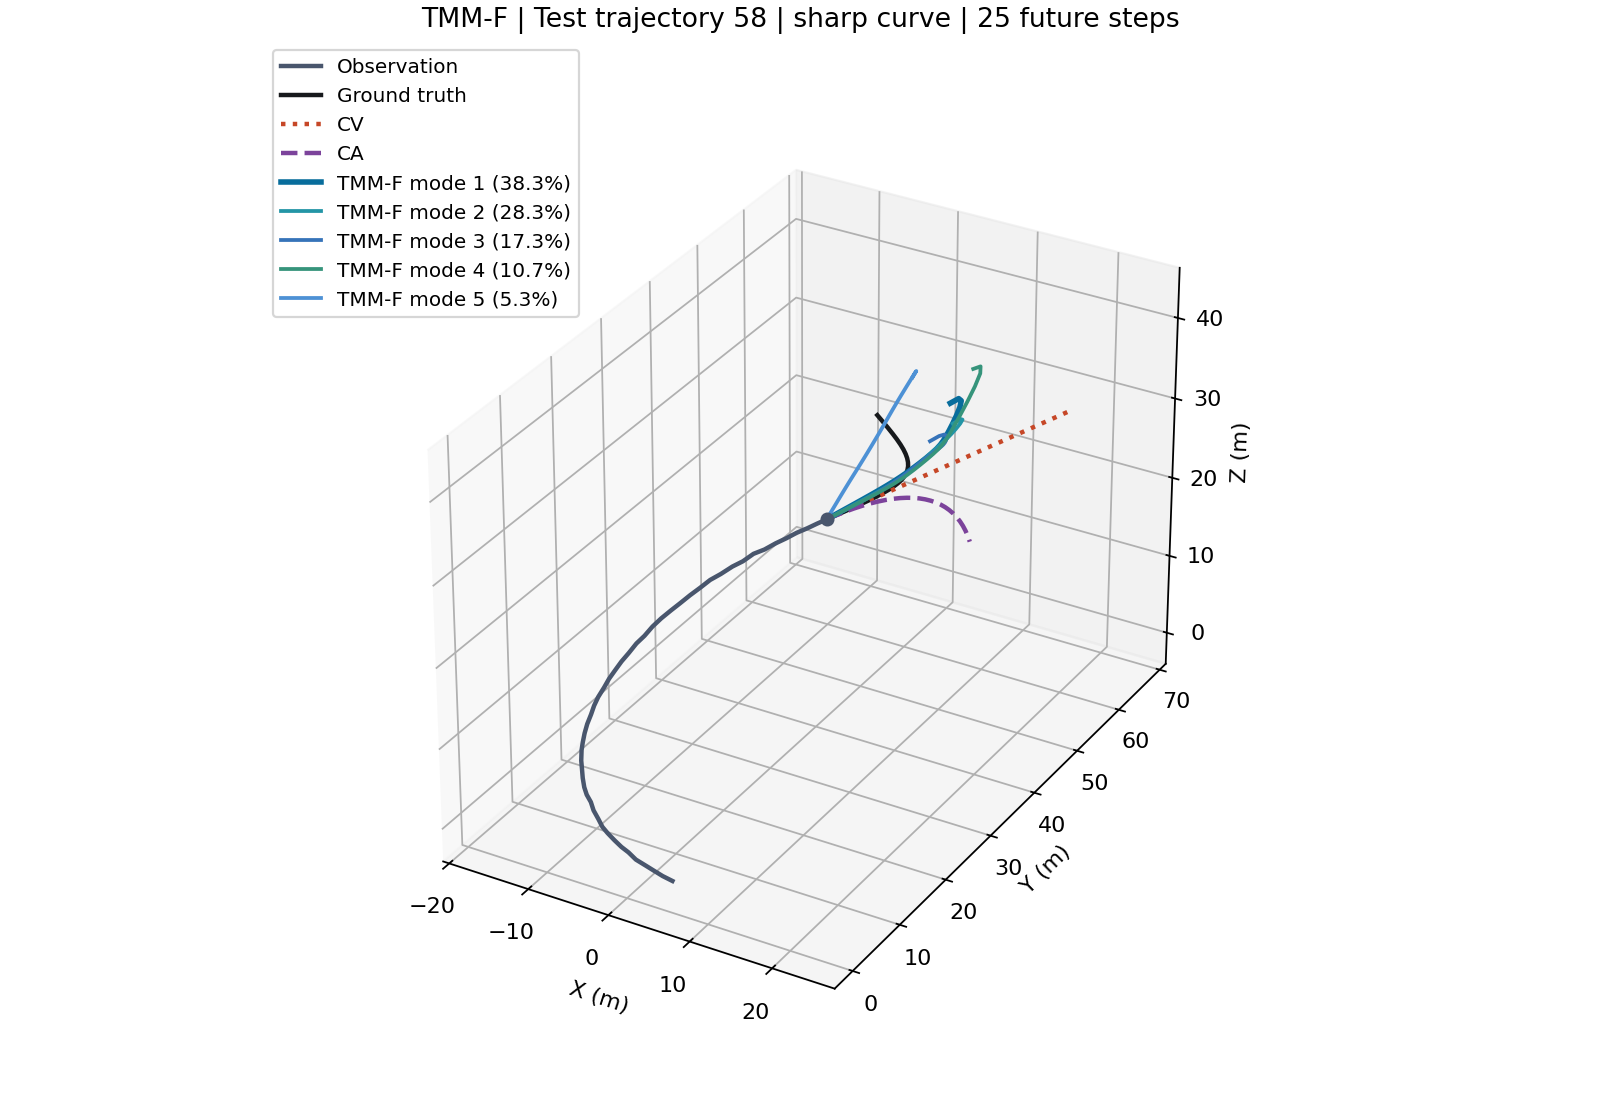 TMM-F | Test trajectory 58 | sharp curve | 25 future steps
Observation
Ground truth
CV
CA
TMM-F mode 1 (38.3%)
TMM-F mode 2 (28.3%)
TMM-F mode 3 (17.3%)
TMM-F mode 4 (10.7%)
TMM-F mode 5 (5.3%)
40
30
20
10
0
Z (m)
70
60
50
40
30
20
10
0
Y (m)
−20
−10
0
10
20
X (m)